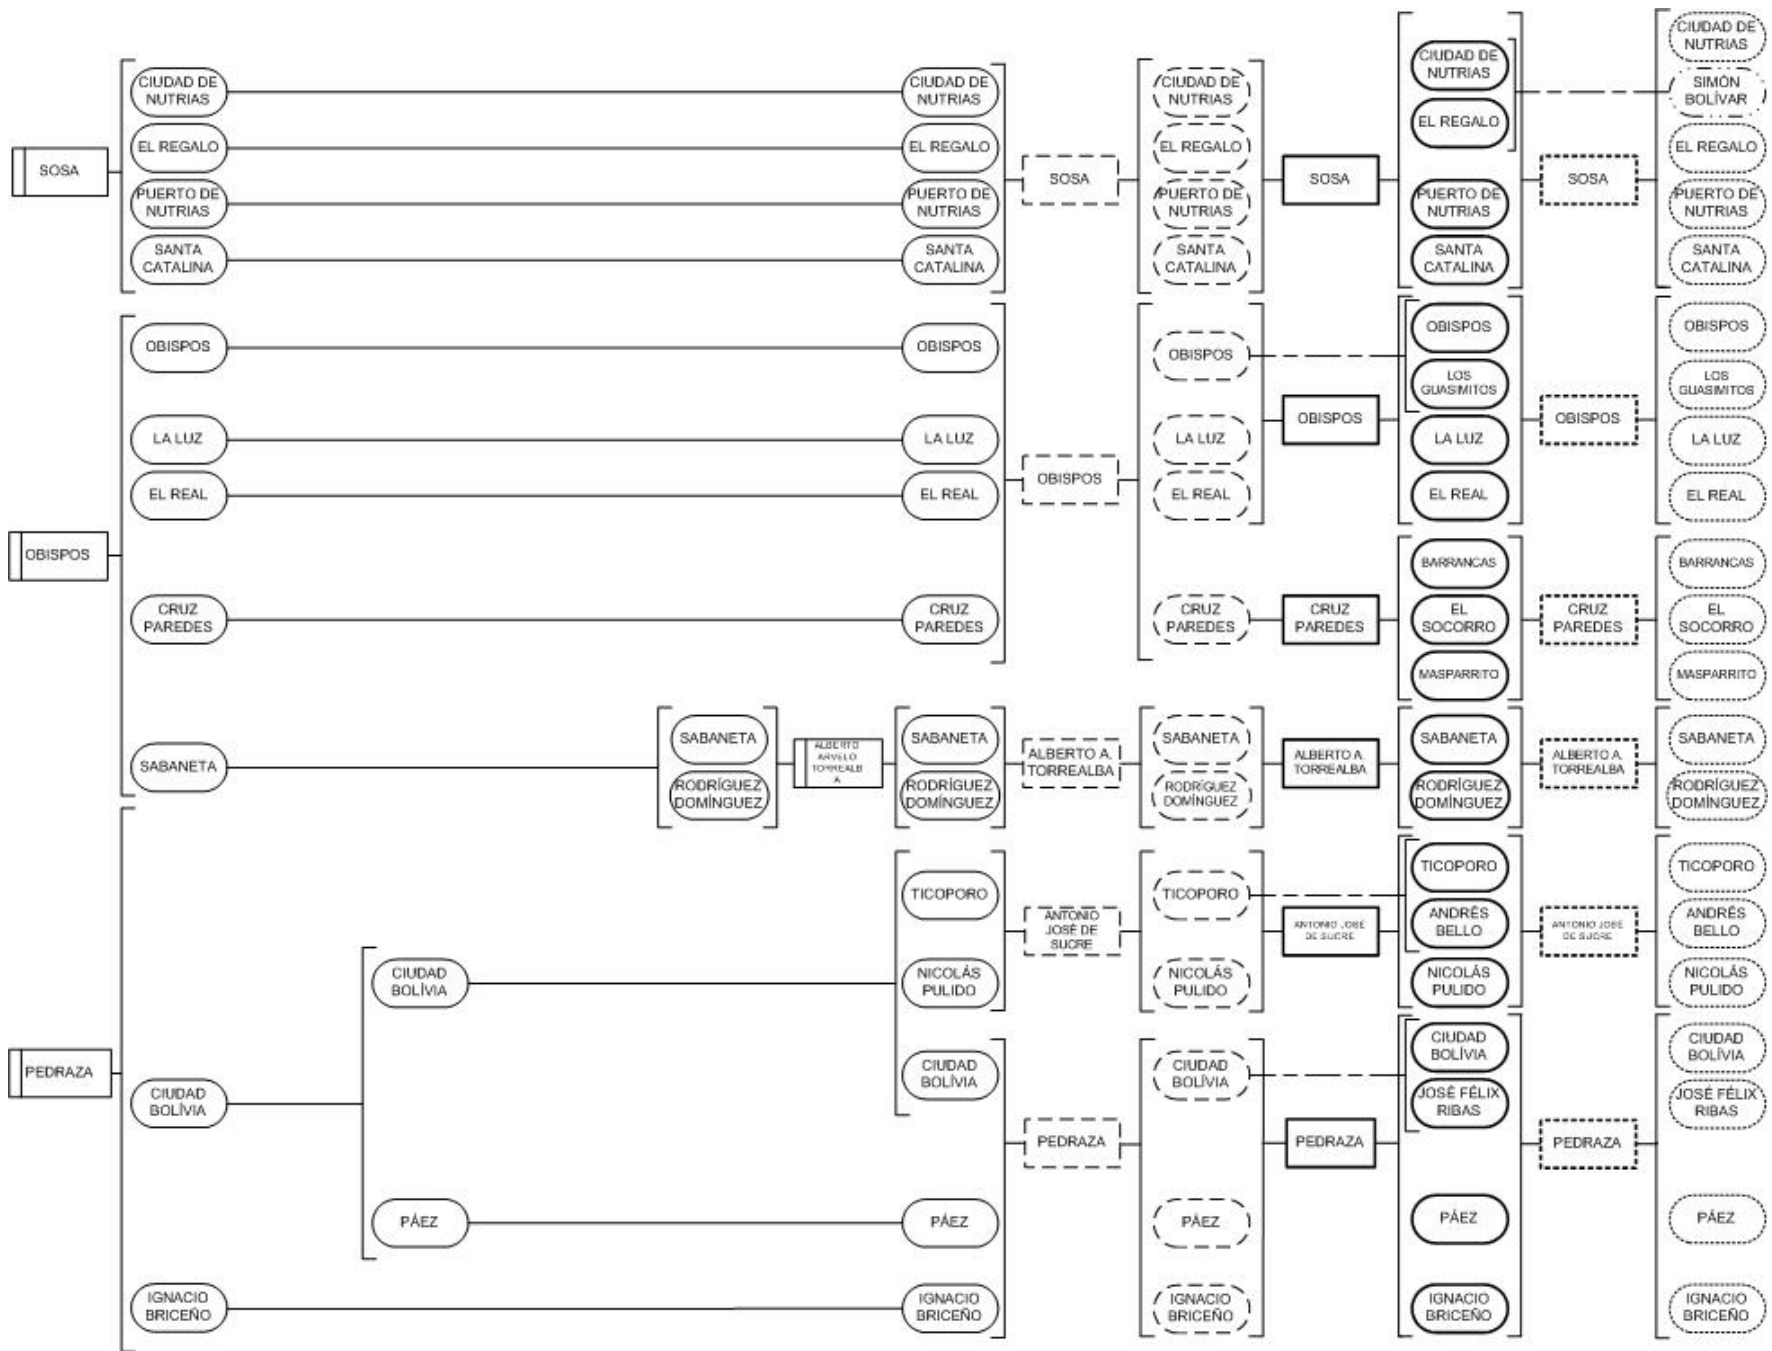 SOSA
CIUDAD DE
NUTRIAS
EL REGALO
PUERTO DE
NUTRIAS
SANTA
CATALINA
OBISPOS
OBISPOS
LA LUZ
EL REAL
CRUZ
PAREDES
SABANETA
PEDRAZA
CIUDAD
BOLÍVIA
IGNACIO
BRICEÑO
CIUDAD
BOLÍVIA
PÁEZ
SABANETA
RODRÍGUEZ
DOMÍNGUEZ
ALBERTO
ARVELO
TORREALB
A
CIUDAD DE
NUTRIAS
EL REGALO
PUERTO DE
NUTRIAS
SANTA
CATALINA
OBISPOS
LA LUZ
EL REAL
CRUZ
PAREDES
SABANETA
RODRÍGUEZ
DOMÍNGUEZ
TICOPORO
NICOLÁS
PULIDO
CIUDAD
BOLÍVIA
PÁEZ
IGNACIO
BRICEÑO
SOSA
OBISPOS
ALBERTO A.
TORREALBA
ANTONIO
JOSÉ DE
SUCRE
PEDRAZA
CIUDAD DE
NUTRIAS
EL REGALO
PUERTO DE
NUTRIAS
SANTA
CATALINA
OBISPOS
LA LUZ
EL REAL
CRUZ
PAREDES
SABANETA
RODRÍGUEZ
DOMÍNGUEZ
TICOPORO
NICOLÁS
PULIDO
CIUDAD
BOLÍVIA
PÁEZ
IGNACIO
BRICEÑO
SOSA
OBISPOS
CRUZ
PAREDES
ALBERTO A.
TORREALBA
ANTONIO JOSÉ
DE SUCRE
PEDRAZA
CIUDAD DE
NUTRIAS
EL REGALO
PUERTO DE
NUTRIAS
SANTA
CATALINA
OBISPOS
LOS
GUASIMITOS
LA LUZ
EL REAL
BARRANCAS
EL
SOCORRO
MASPARRITO
SABANETA
RODRÍGUEZ
DOMÍNGUEZ
TICOPORO
ANDRÉS
BELLO
NICOLÁS
PULIDO
CIUDAD
BOLÍVIA
JOSÉ FÉLIX
RIBAS
PÁEZ
IGNACIO
BRICEÑO
SOSA
OBISPOS
CRUZ
PAREDES
ALBERTO A.
TORREALBA
ANTONIO JOSÉ
DE SUCRE
PEDRAZA
CIUDAD DE
NUTRIAS
SIMÓN
BOLÍVAR
EL REGALO
PUERTO DE
NUTRIAS
SANTA
CATALINA
OBISPOS
LOS
GUASIMITOS
LA LUZ
EL REAL
BARRANCAS
EL
SOCORRO
MASPARRITO
SABANETA
RODRÍGUEZ
DOMÍNGUEZ
TICOPORO
ANDRÉS
BELLO
NICOLÁS
PULIDO
CIUDAD
BOLÍVIA
JOSÉ FÉLIX
RIBAS
PÁEZ
IGNACIO
BRICEÑO